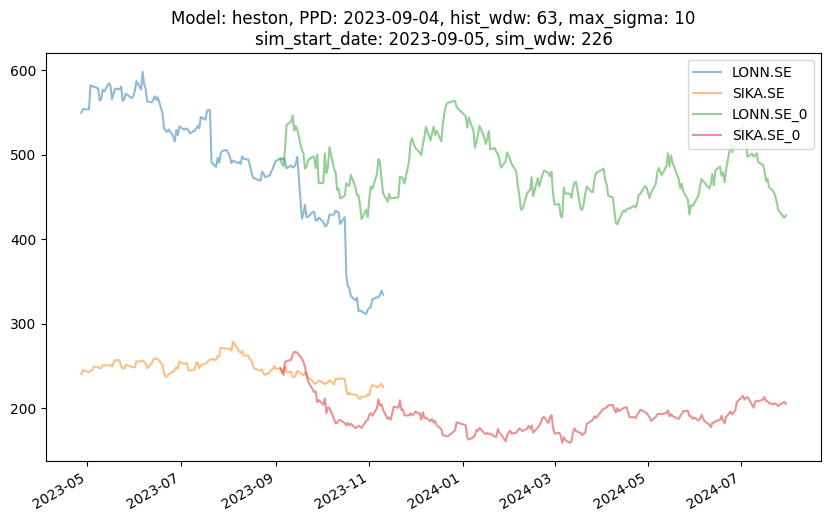 Model: heston, PPD: 2023-09-04, hist_wdw: 63, max_sigma: 10
sim_start_date: 2023-09-05, sim_wdw: 226
LONN.SE
SIKA.SE
LONN.SE_0
SIKA.SE_0
600
500
400
300
200
2023-05
2023-07
2023-09
2023-11
2024-01
2024-03
2024-05
2024-07